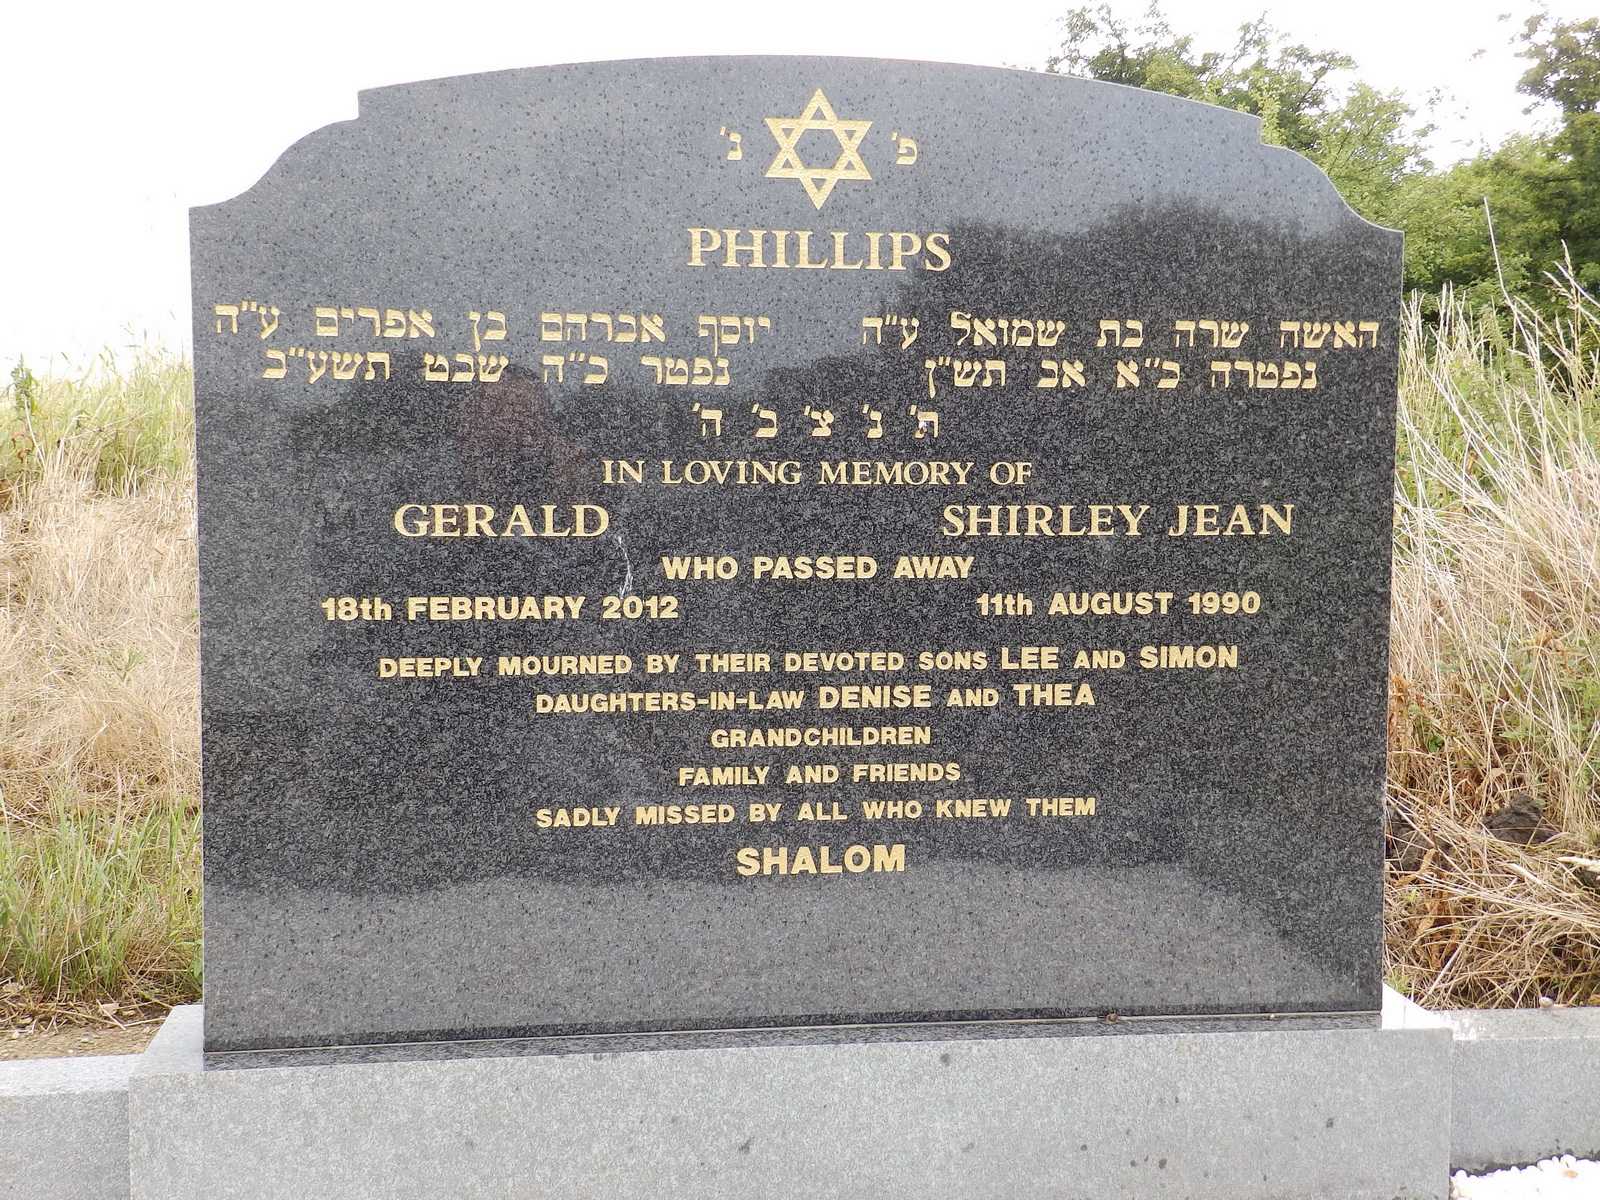 פ' נ'
PHILLIPS
האשה שרה בת שמואל ע"ה
נפטרה כ"א אב תש"ן
יוסף אברהם בן אפרים ע"ה
נפטר כ"ה שבט תשע"ב
ת' נ' צ' ב' ה'
IN LOVING MEMORY OF
GERALD SHIRLEY JEAN
WHO PASSED AWAY
18th FEBRUARY 2012 11th AUGUST 1990
DEEPLY MOURNED BY THEIR DEVOTED SONS LEE AND SIMON
DAUGHTERS-IN-LAW DENISE AND THEA
GRANDCHILDREN
FAMILY AND FRIENDS
SADLY MISSED BY ALL WHO KNEW THEM
SHALOM